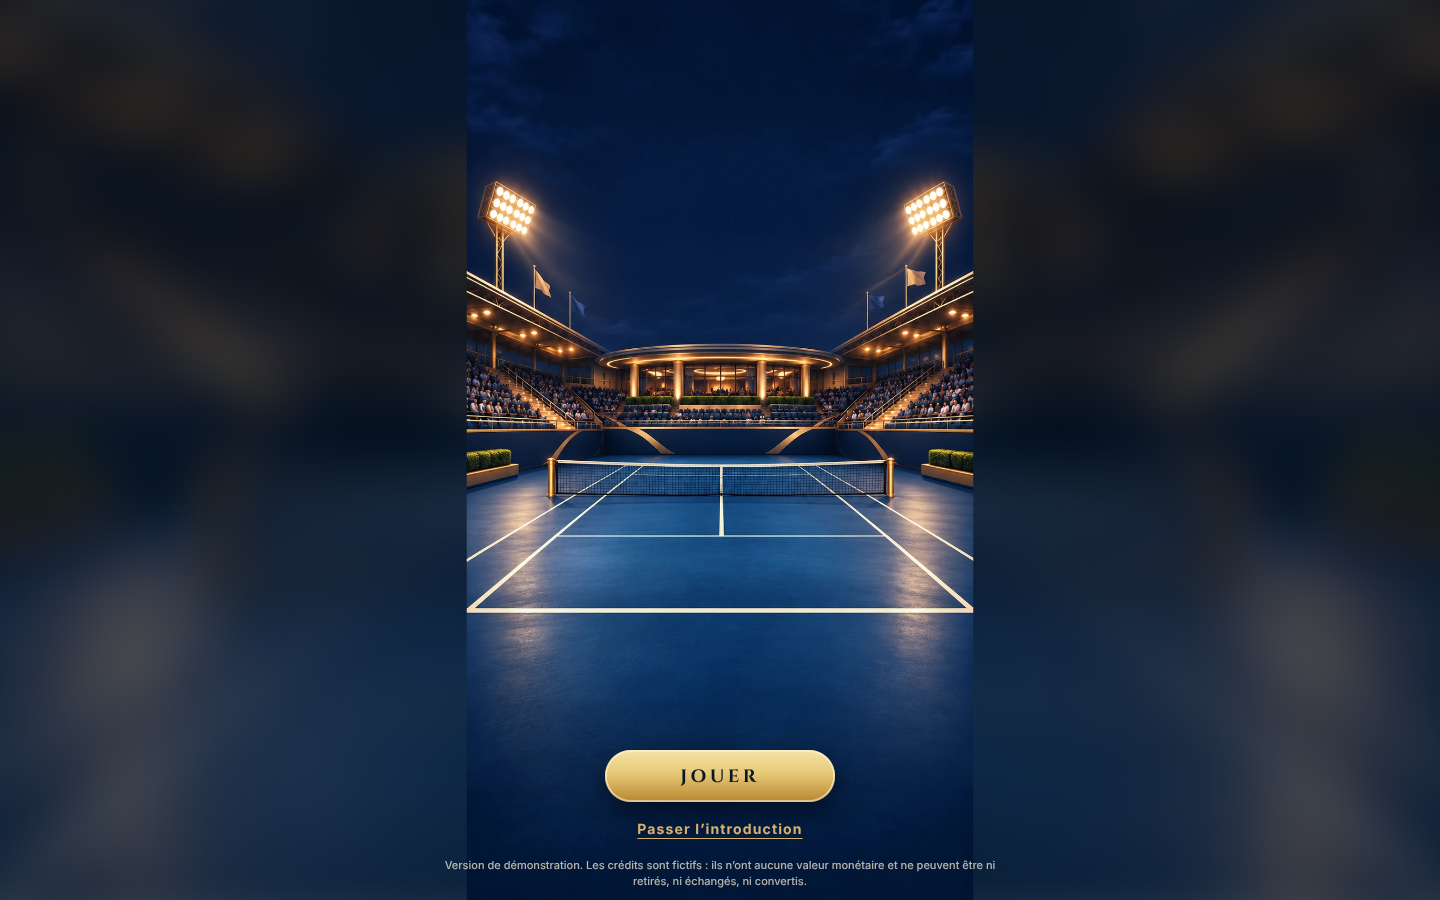 JOUER
Passer l’introduction
Version de démonstration. Les crédits sont fictifs : ils n’ont aucune valeur monétaire et ne peuvent être ni
retirés, ni échangés, ni convertis.